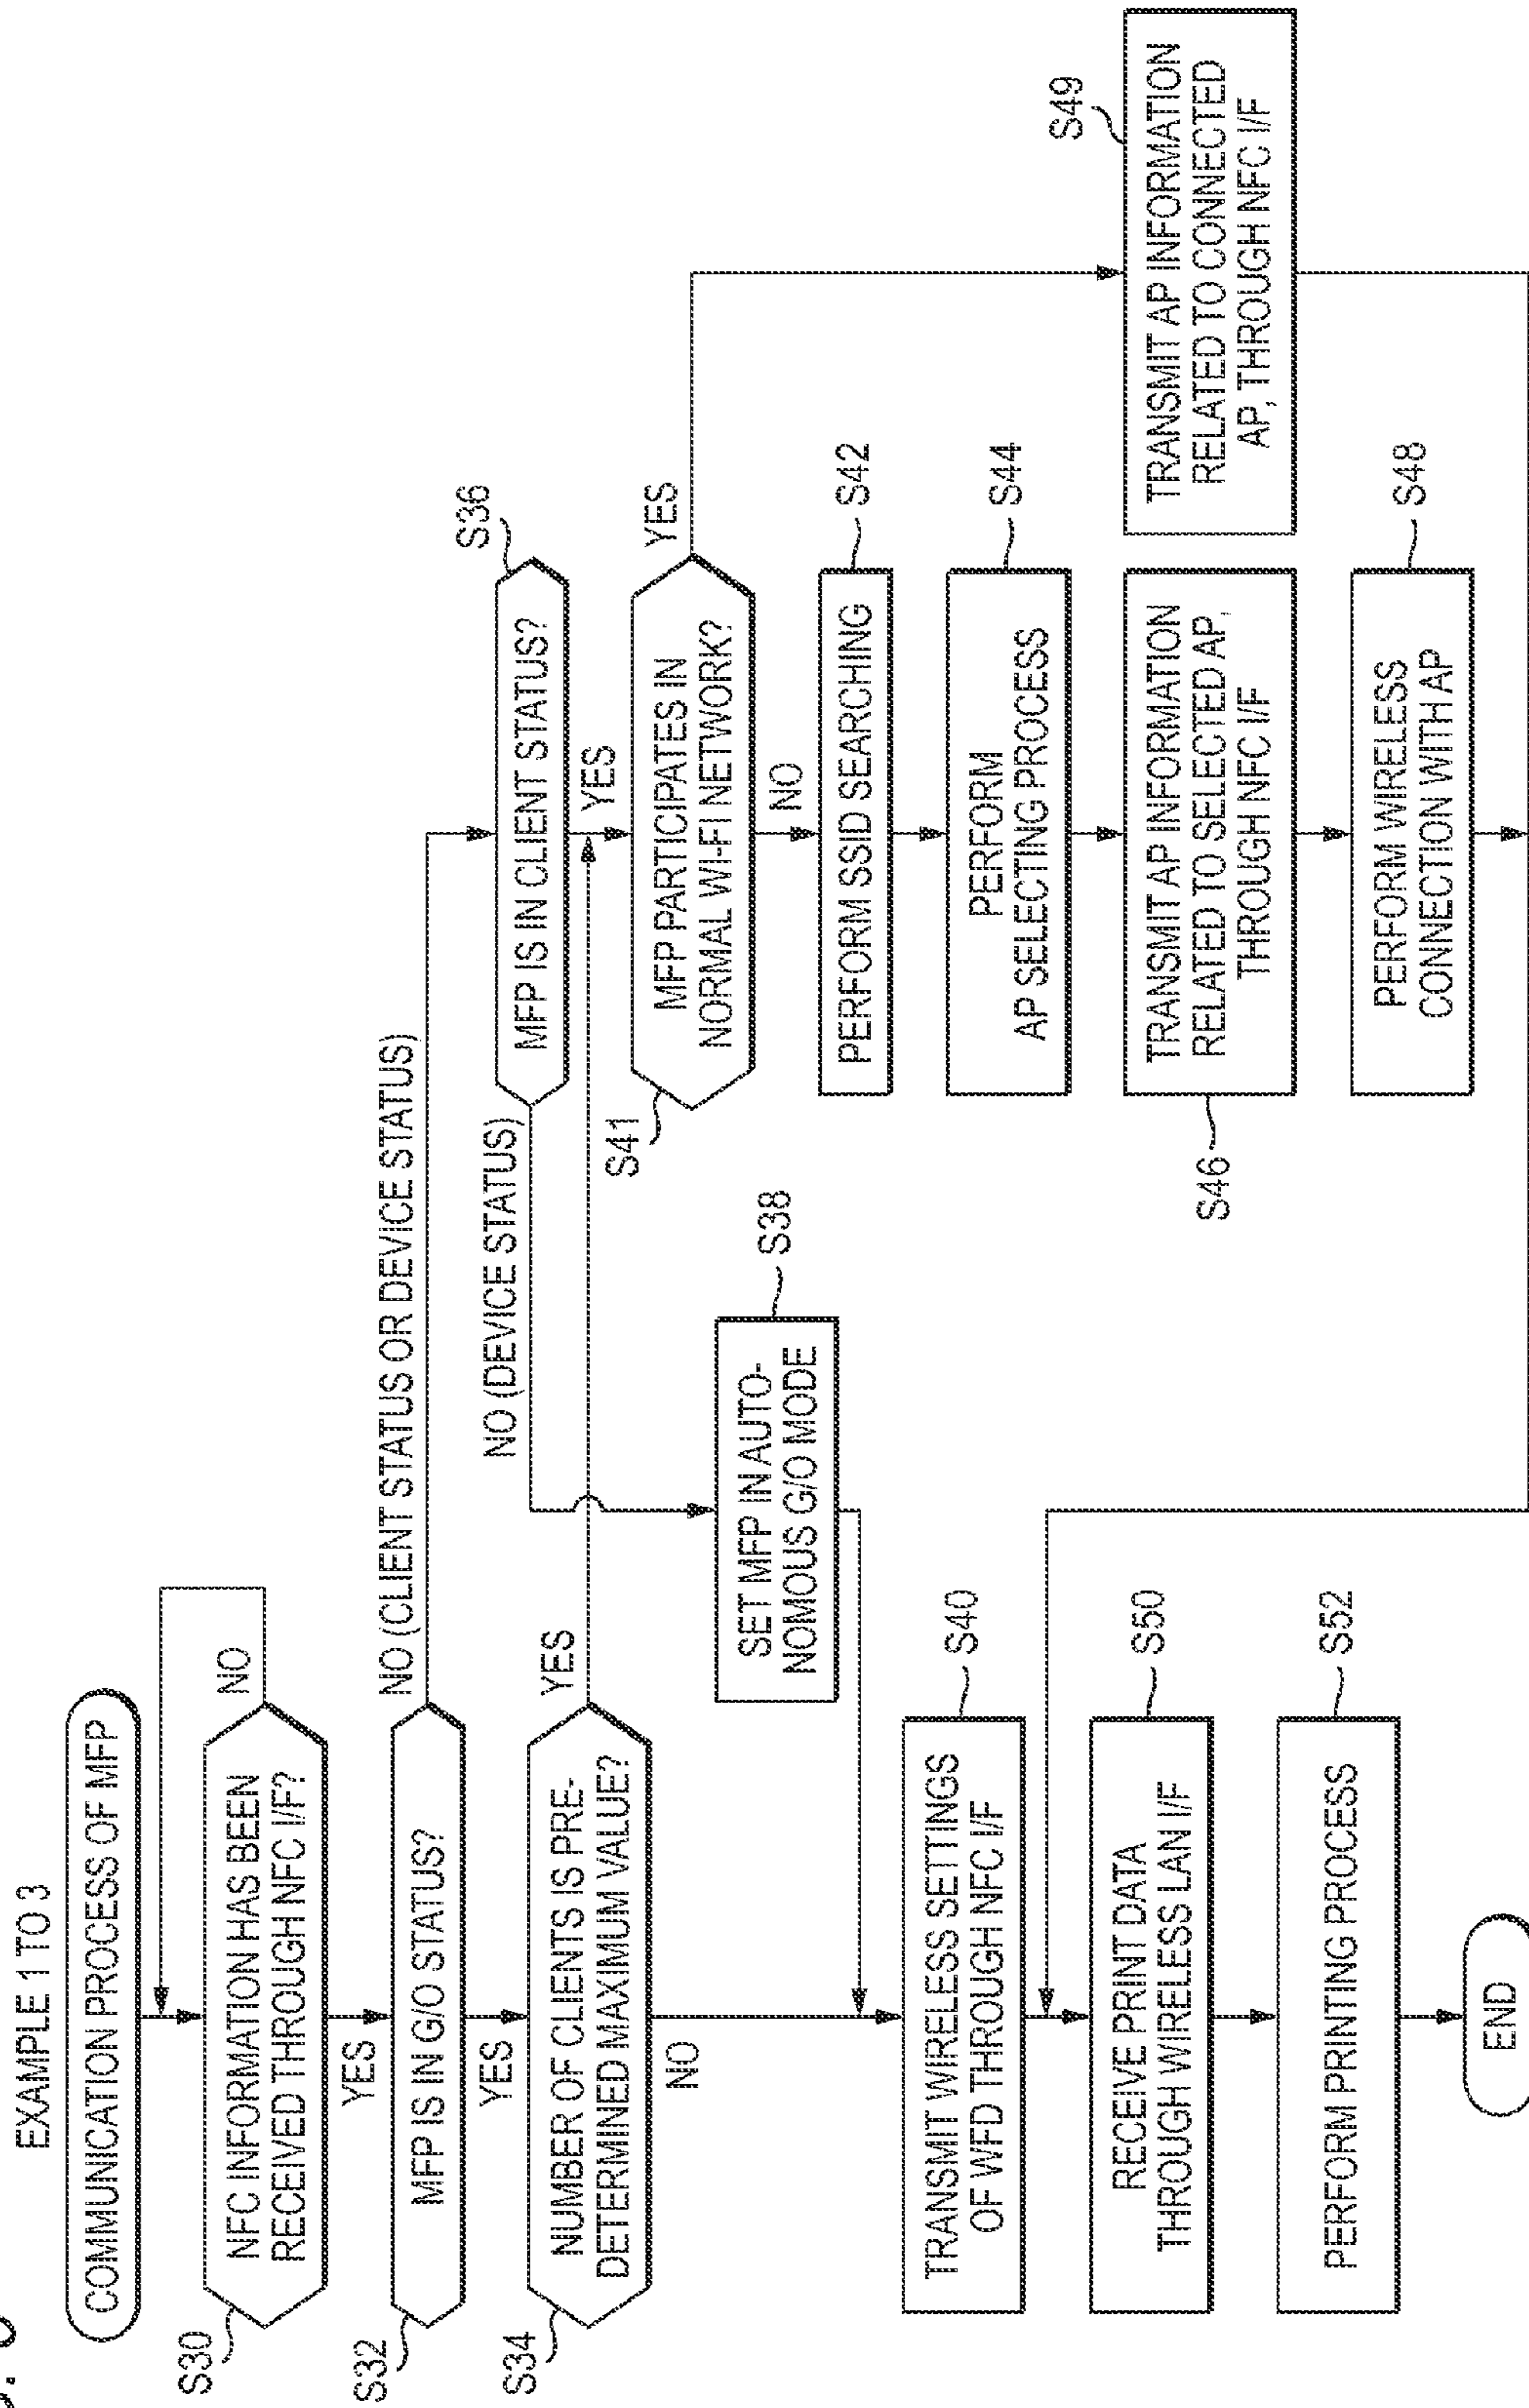 EXAMPLE 1 TO 3
COMMUNICATION PROCESS OF MFP
S30
NFC INFORMATION HAS BEEN
RECEIVED THROUGH NFC I/F?
NO
YES
S32
MFP IS IN G/O STATUS?
NO (CLIENT STATUS OR DEVICE STATUS)
YES
S34
NUMBER OF CLIENTS IS PRE-
DETERMINED MAXIMUM VALUE?
YES
NO
S36
MFP IS IN CLIENT STATUS?
NO (DEVICE STATUS)
YES
S38
SET MFP IN AUTO-
NOMOUS G/O MODE
S40
TRANSMIT WIRELESS SETTINGS
OF WFD THROUGH NFC I/F
S41
MFP PARTICIPATES IN
NORMAL WI-FI NETWORK?
YES
NO
S42
PERFORM SSID SEARCHING
S44
PERFORM
AP SELECTING PROCESS
S46
TRANSMIT AP INFORMATION
RELATED TO SELECTED AP,
THROUGH NFC I/F
S48
PERFORM WIRELESS
CONNECTION WITH AP
S49
TRANSMIT AP INFORMATION
RELATED TO CONNECTED
AP, THROUGH NFC I/F
S50
RECEIVE PRINT DATA
THROUGH WIRELESS LAN I/F
S52
PERFORM PRINTING PROCESS
END